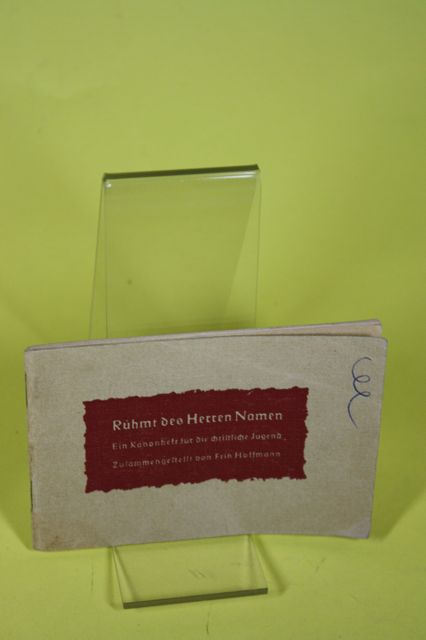 Rühmt des Herren Namen
Ein Kanonheft für die christliche Jugend
Zusammengestellt von Fritz Hoffmann